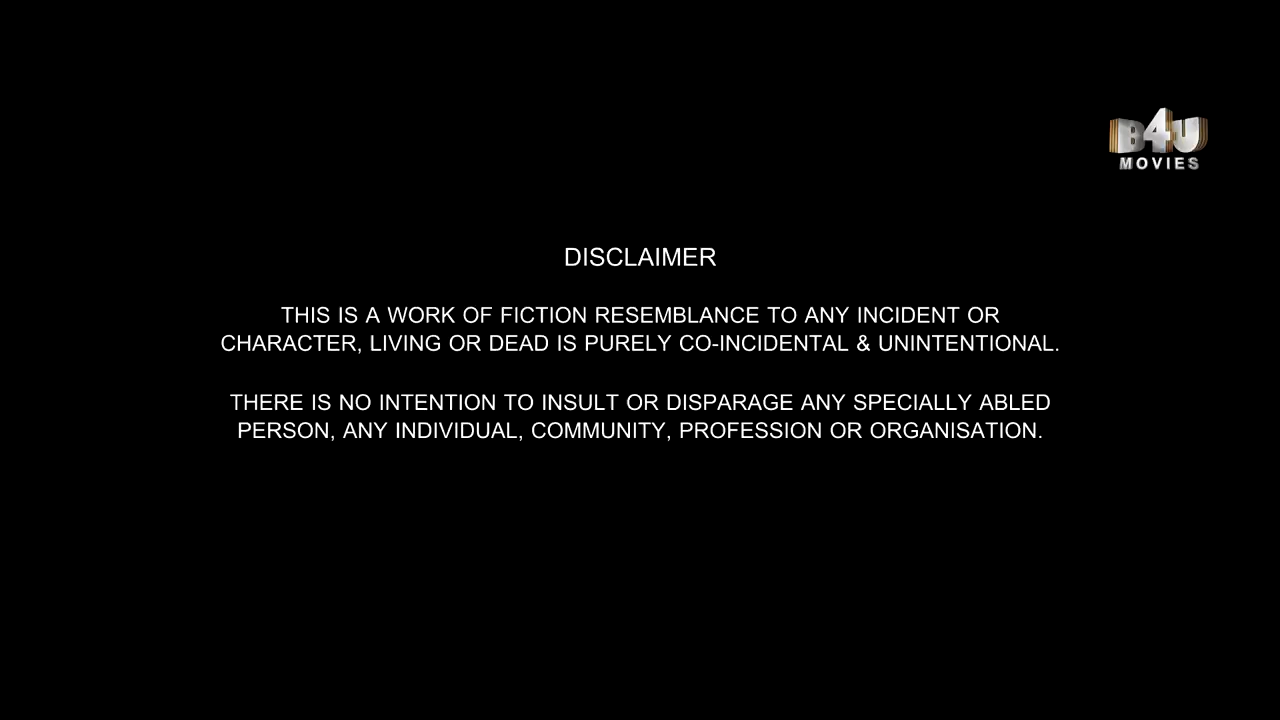 B4U
MOVIES
DISCLAIMER
THIS IS A WORK OF FICTION RESEMBLANCE TO ANY INCIDENT OR
CHARACTER, LIVING OR DEAD IS PURELY CO-INCIDENTAL & UNINTENTIONAL.
THERE IS NO INTENTION TO INSULT OR DISPARAGE ANY SPECIALLY ABLED
PERSON, ANY INDIVIDUAL, COMMUNITY, PROFESSION OR ORGANISATION.